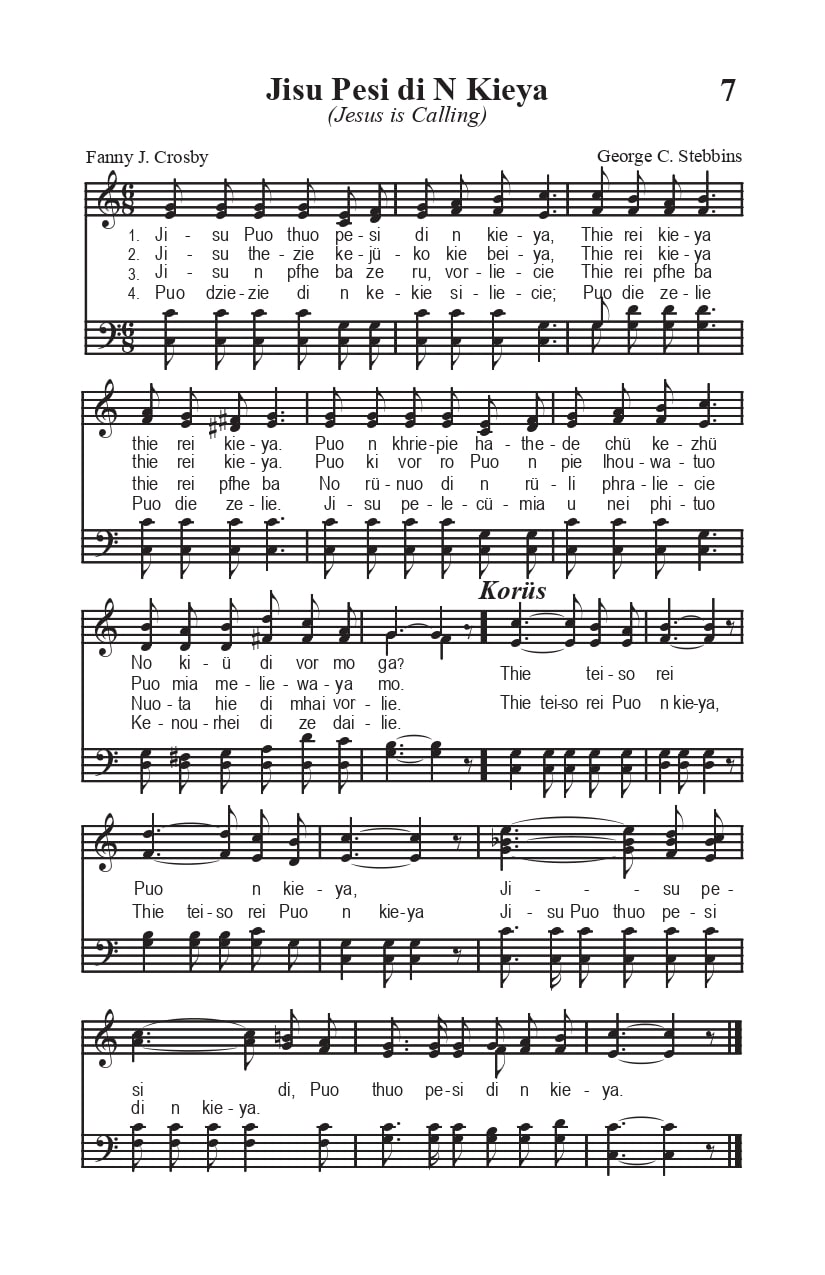 Jisu Pesi di N Kieya 7
(Jesus is Calling)
Fanny J. Crosby George C. Stebbins
1. Ji - su Puo thuo pe - si di n kie - ya, Thie rei kie - ya
2. Ji - su the - zie ke - jü - ko kie bei - ya, Thie rei kie - ya
3. Ji - su n pfhe ba ze ru, vor - lie - cie Thie rei pfhe ba
4. Puo dzie - zie di n ke - kie si - lie - cie; Puo die ze - lie
thie rei kie - ya. Puo n khrie - pie ha - the - de chü ke - zhü
thie rei kie - ya. Puo ki vor ro Puo n pie lhou - wa - tuo
thie rei pfhe ba No rü - nuo di n rü - li phra - lie - cie
Puo die ze - lie. Ji - su pe - le - cü - mia u nei phi - tuo
Korüs
No ki - ü di vor mo ga?
Puo mia me - lie - wa - ya mo.
Nuo - ta hie di mhai vor - lie.
Ke - nou - rhei di ze dai - lie.
Thie tei - so rei
Thie tei - so rei Puo n kie - ya,
Puo n kie - ya, Ji - - - su pe -
Thie tei - so rei Puo n kie - ya Ji - su Puo thuo pe - si
si di, Puo thuo pe - si di n kie - ya.
di n kie - ya.